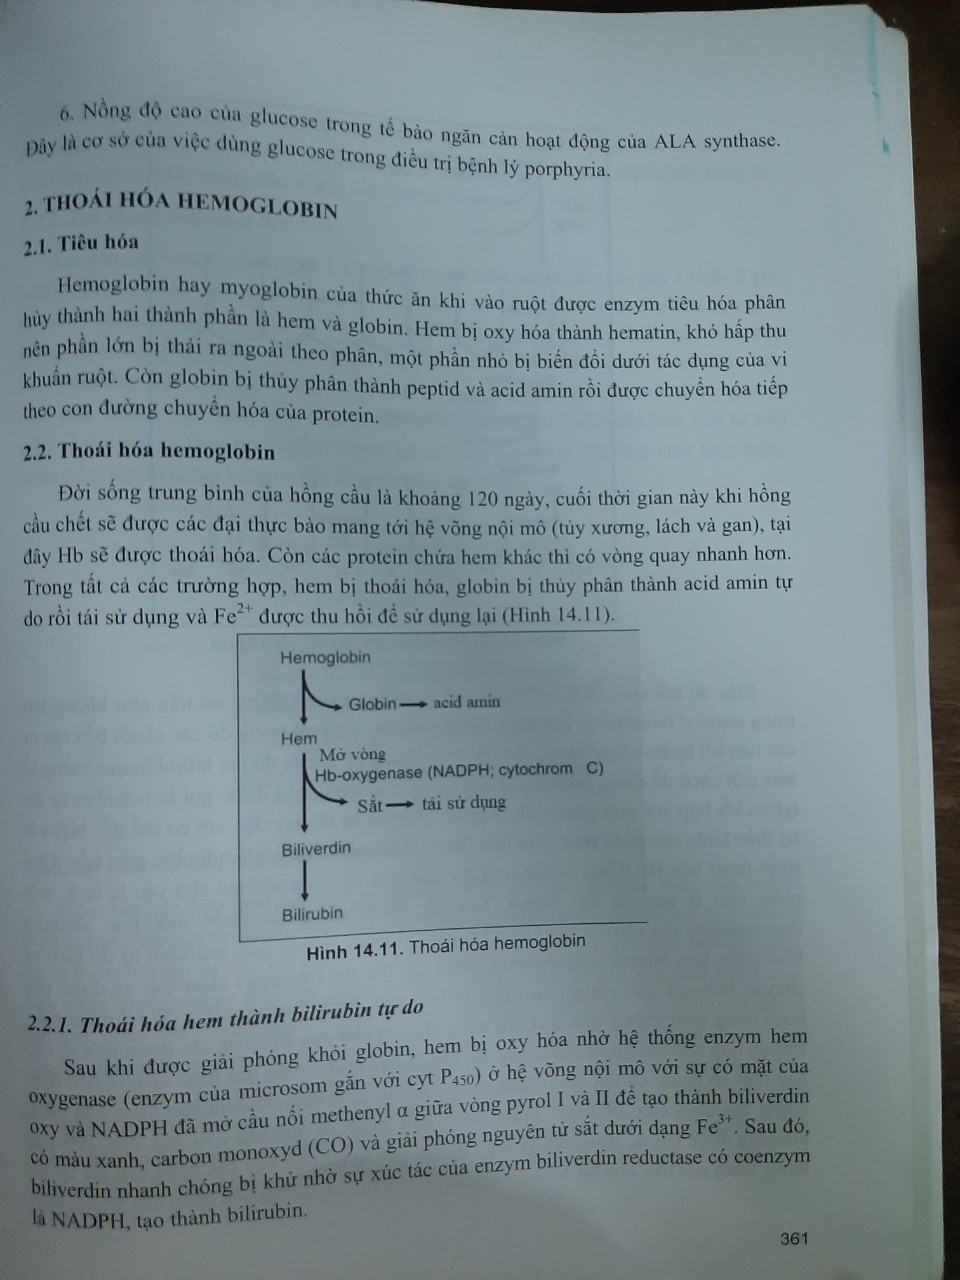 6. Nồng độ cao của glucose trong tế bào ngăn cản hoạt động của ALA synthase.
Đây là cơ sở của việc dùng glucose trong điều trị bệnh lý porphyria.
2. THOÁI HÓA HEMOGLOBIN
2.1. Tiêu hóa
Hemoglobin hay myoglobin của thức ăn khi vào ruột được enzym tiêu hóa phân
hủy thành hai thành phần là hem và globin. Hem bị oxy hóa thành hematin, khó hấp thu
nên phần lớn bị thải ra ngoài theo phân, một phần nhỏ bị biến đổi dưới tác dụng của vi
khuẩn ruột. Còn globin bị thủy phân thành peptid và acid amin rồi được chuyển hóa tiếp
theo con đường chuyển hóa của protein.
2.2. Thoái hóa hemoglobin
Đời sống trung bình của hồng cầu là khoảng 120 ngày, cuối thời gian này khi hồng
cầu chết sẽ được các đại thực bào mang tới hệ võng nội mô (tủy xương, lách và gan), tại
đây Hb sẽ được thoái hóa. Còn các protein chứa hem khác thì có vòng quay nhanh hơn.
Trong tất cả các trường hợp, hem bị thoái hóa, globin bị thủy phân thành acid amin tự
do rồi tái sử dụng và Fe²⁺ được thu hồi để sử dụng lại (Hình 14.11).
Hemoglobin
Globin → acid amin
Hem
Mở vòng
Hb-oxygenase (NADPH; cytochrom C)
Sắt → tái sử dụng
Biliverdin
Bilirubin
Hình 14.11. Thoái hóa hemoglobin
2.2.1. Thoái hóa hem thành bilirubin tự do
Sau khi được giải phóng khỏi globin, hem bị oxy hóa nhờ hệ thống enzym hem
oxygenase (enzym của microsom gắn với cyt P₄₅₀) ở hệ võng nội mô với sự có mặt của
oxy và NADPH đã mở cầu nối methenyl α giữa vòng pyrol I và II để tạo thành biliverdin
có màu xanh, carbon monoxyd (CO) và giải phóng nguyên tử sắt dưới dạng Fe³⁺. Sau đó,
biliverdin nhanh chóng bị khử nhờ sự xúc tác của enzym biliverdin reductase có coenzym
là NADPH, tạo thành bilirubin.
361